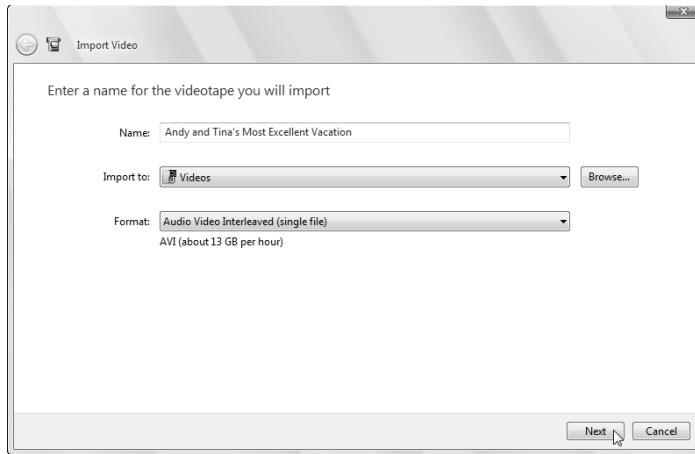 Import Video
Enter a name for the videotape you will import
Name: Andy and Tina's Most Excellent Vacation
Import to: Videos Browse...
Format: Audio Video Interleaved (single file)
AVI (about 13 GB per hour)
Next Cancel